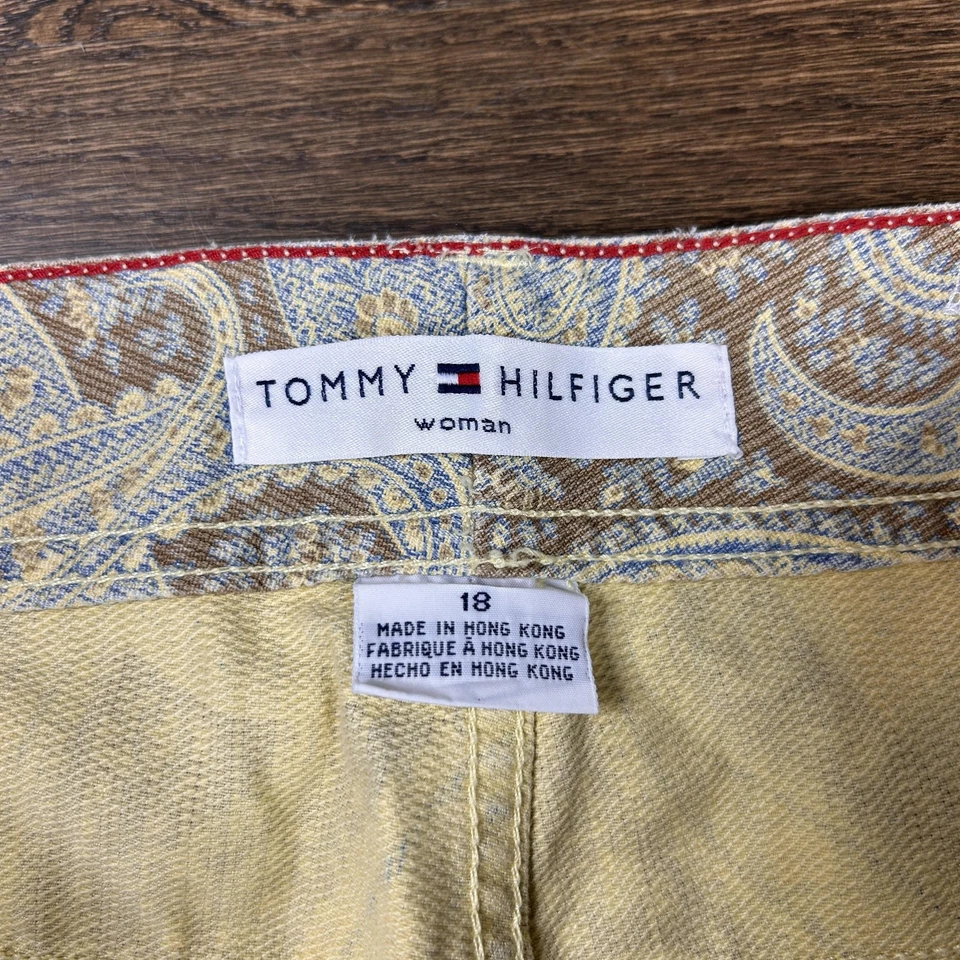 TOMMY HILFIGER
woman
18
MADE IN HONG KONG
FABRIQUE À HONG KONG
HECHO EN HONG KONG